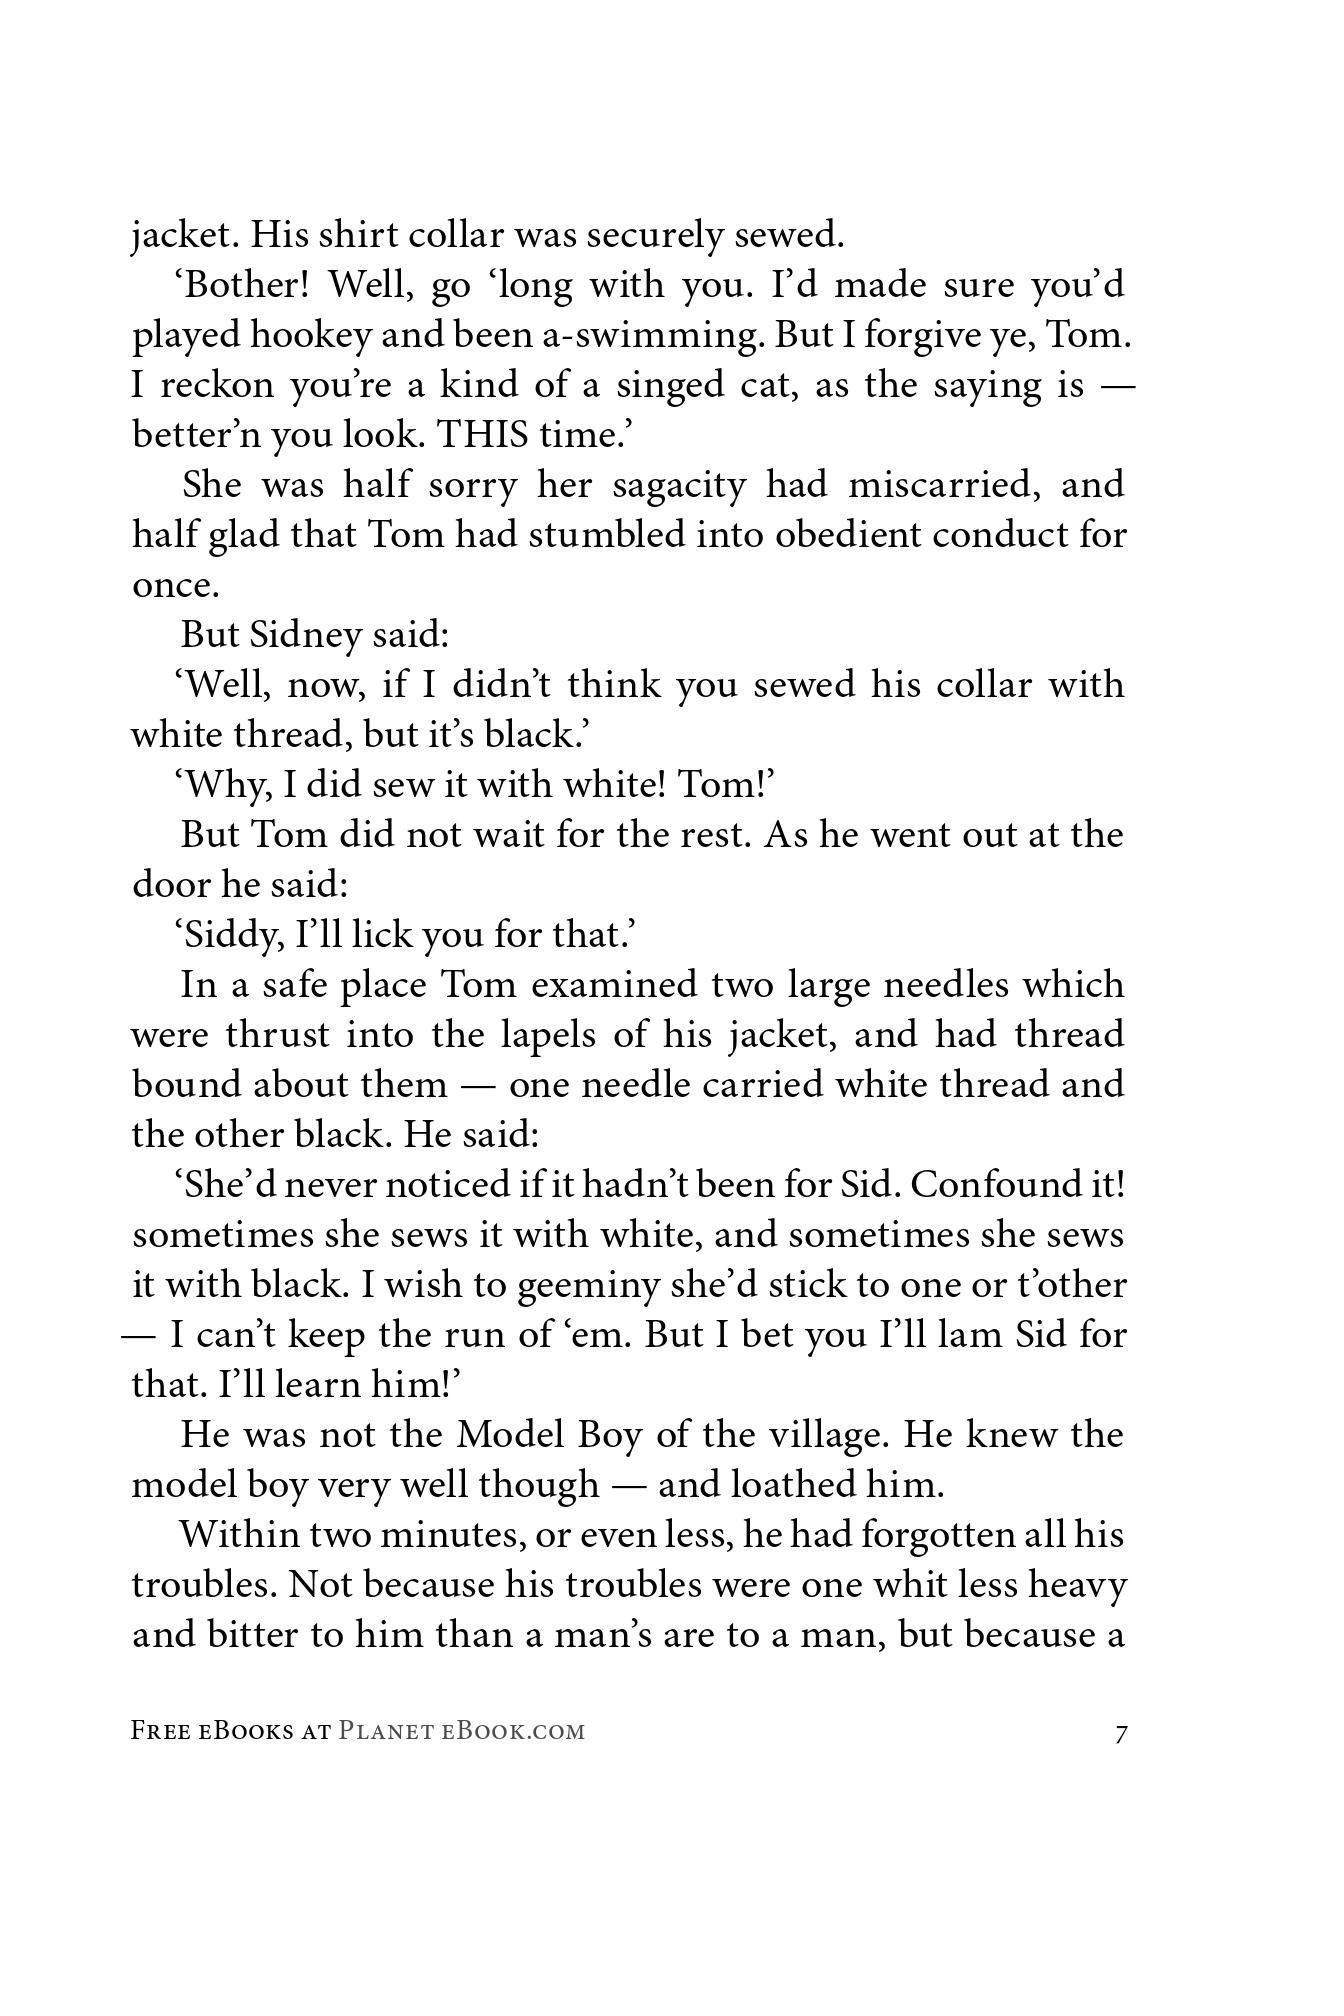 jacket. His shirt collar was securely sewed.
‘Bother! Well, go ‘long with you. I’d made sure you’d
played hookey and been a-swimming. But I forgive ye, Tom.
I reckon you’re a kind of a singed cat, as the saying is —
better’n you look. THIS time.’
She was half sorry her sagacity had miscarried, and
half glad that Tom had stumbled into obedient conduct for
once.
But Sidney said:
‘Well, now, if I didn’t think you sewed his collar with
white thread, but it’s black.’
‘Why, I did sew it with white! Tom!’
But Tom did not wait for the rest. As he went out at the
door he said:
‘Siddy, I’ll lick you for that.’
In a safe place Tom examined two large needles which
were thrust into the lapels of his jacket, and had thread
bound about them — one needle carried white thread and
the other black. He said:
‘She’d never noticed if it hadn’t been for Sid. Confound it!
sometimes she sews it with white, and sometimes she sews
it with black. I wish to geeminy she’d stick to one or t’other
— I can’t keep the run of ‘em. But I bet you I’ll lam Sid for
that. I’ll learn him!’
He was not the Model Boy of the village. He knew the
model boy very well though — and loathed him.
Within two minutes, or even less, he had forgotten all his
troubles. Not because his troubles were one whit less heavy
and bitter to him than a man’s are to a man, but because a
Free eBooks at Planet eBook.com 7